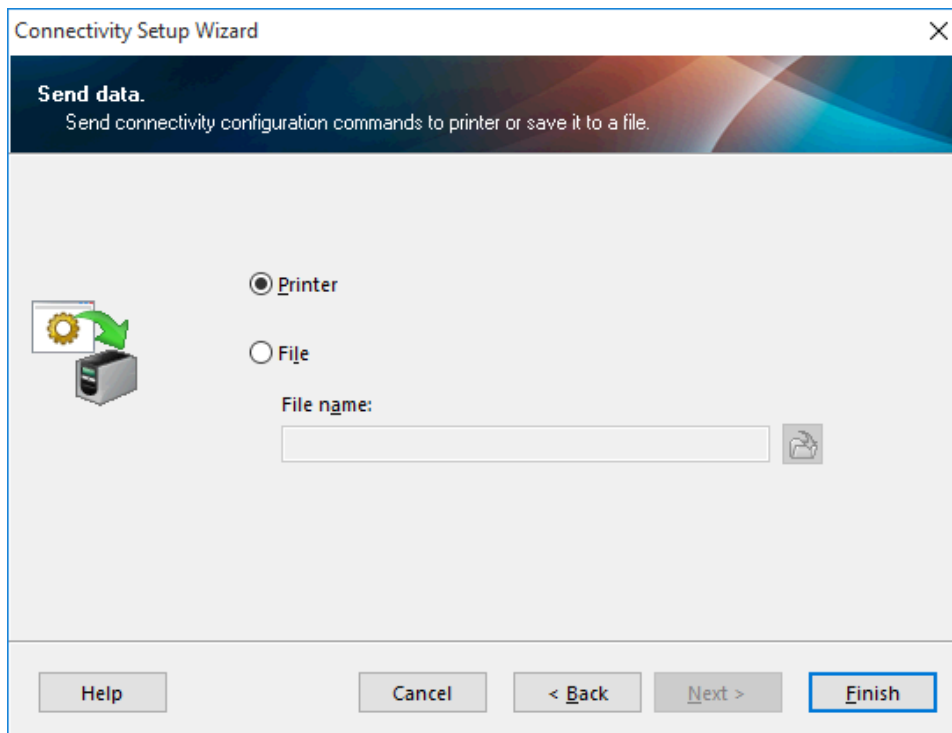 Connectivity Setup Wizard
Send data.
Send connectivity configuration commands to printer or save it to a file.
Printer
File
File name:
Help
Cancel
< Back
Next >
Finish